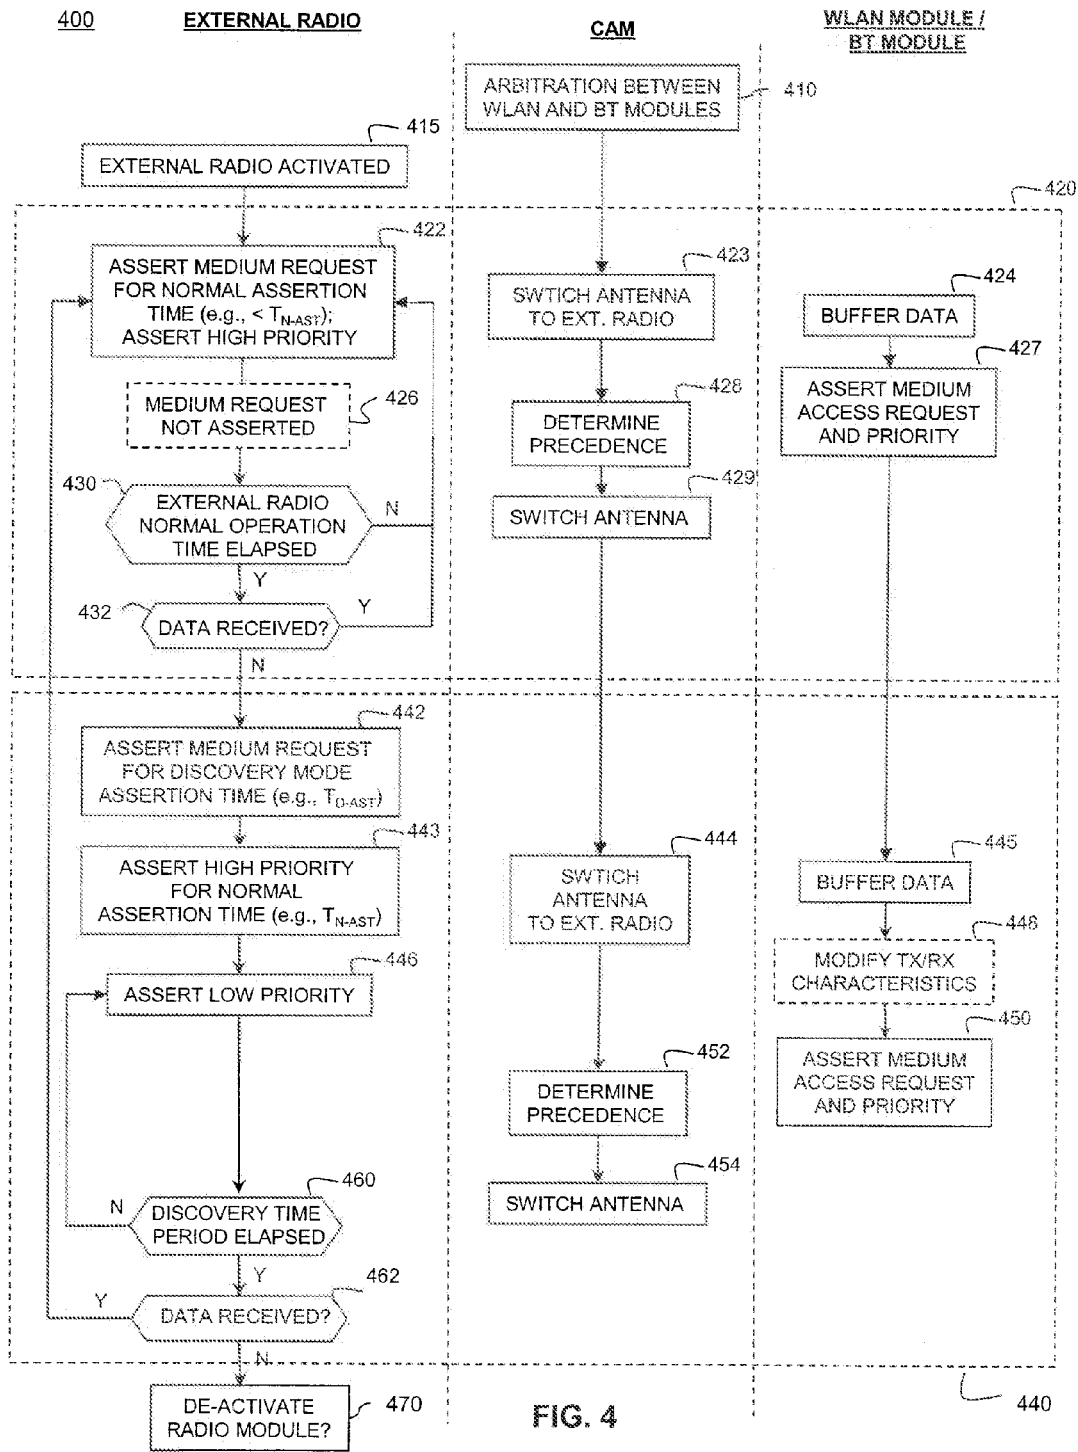 400
EXTERNAL RADIO
CAM
WLAN MODULE /
BT MODULE
ARBITRATION BETWEEN
WLAN AND BT MODULES
410
415
EXTERNAL RADIO ACTIVATED
420
422
ASSERT MEDIUM REQUEST
FOR NORMAL ASSERTION
TIME (e.g., < T_N-AST);
ASSERT HIGH PRIORITY
423
SWTICH ANTENNA
TO EXT. RADIO
424
BUFFER DATA
427
ASSERT MEDIUM
ACCESS REQUEST
AND PRIORITY
MEDIUM REQUEST
NOT ASSERTED
426
428
DETERMINE
PRECEDENCE
429
SWITCH ANTENNA
430
EXTERNAL RADIO
NORMAL OPERATION
TIME ELAPSED
N
Y
432
DATA RECEIVED?
Y
N
442
ASSERT MEDIUM REQUEST
FOR DISCOVERY MODE
ASSERTION TIME (e.g., T_D-AST)
443
ASSERT HIGH PRIORITY
FOR NORMAL
ASSERTION TIME (e.g., T_N-AST)
444
SWTICH
ANTENNA
TO EXT. RADIO
445
BUFFER DATA
446
ASSERT LOW PRIORITY
448
MODIFY TX/RX
CHARACTERISTICS
450
ASSERT MEDIUM
ACCESS REQUEST
AND PRIORITY
452
DETERMINE
PRECEDENCE
454
SWITCH ANTENNA
460
DISCOVERY TIME
PERIOD ELAPSED
N
Y
462
DATA RECEIVED?
Y
N
440
DE-ACTIVATE
RADIO MODULE?
470
FIG. 4